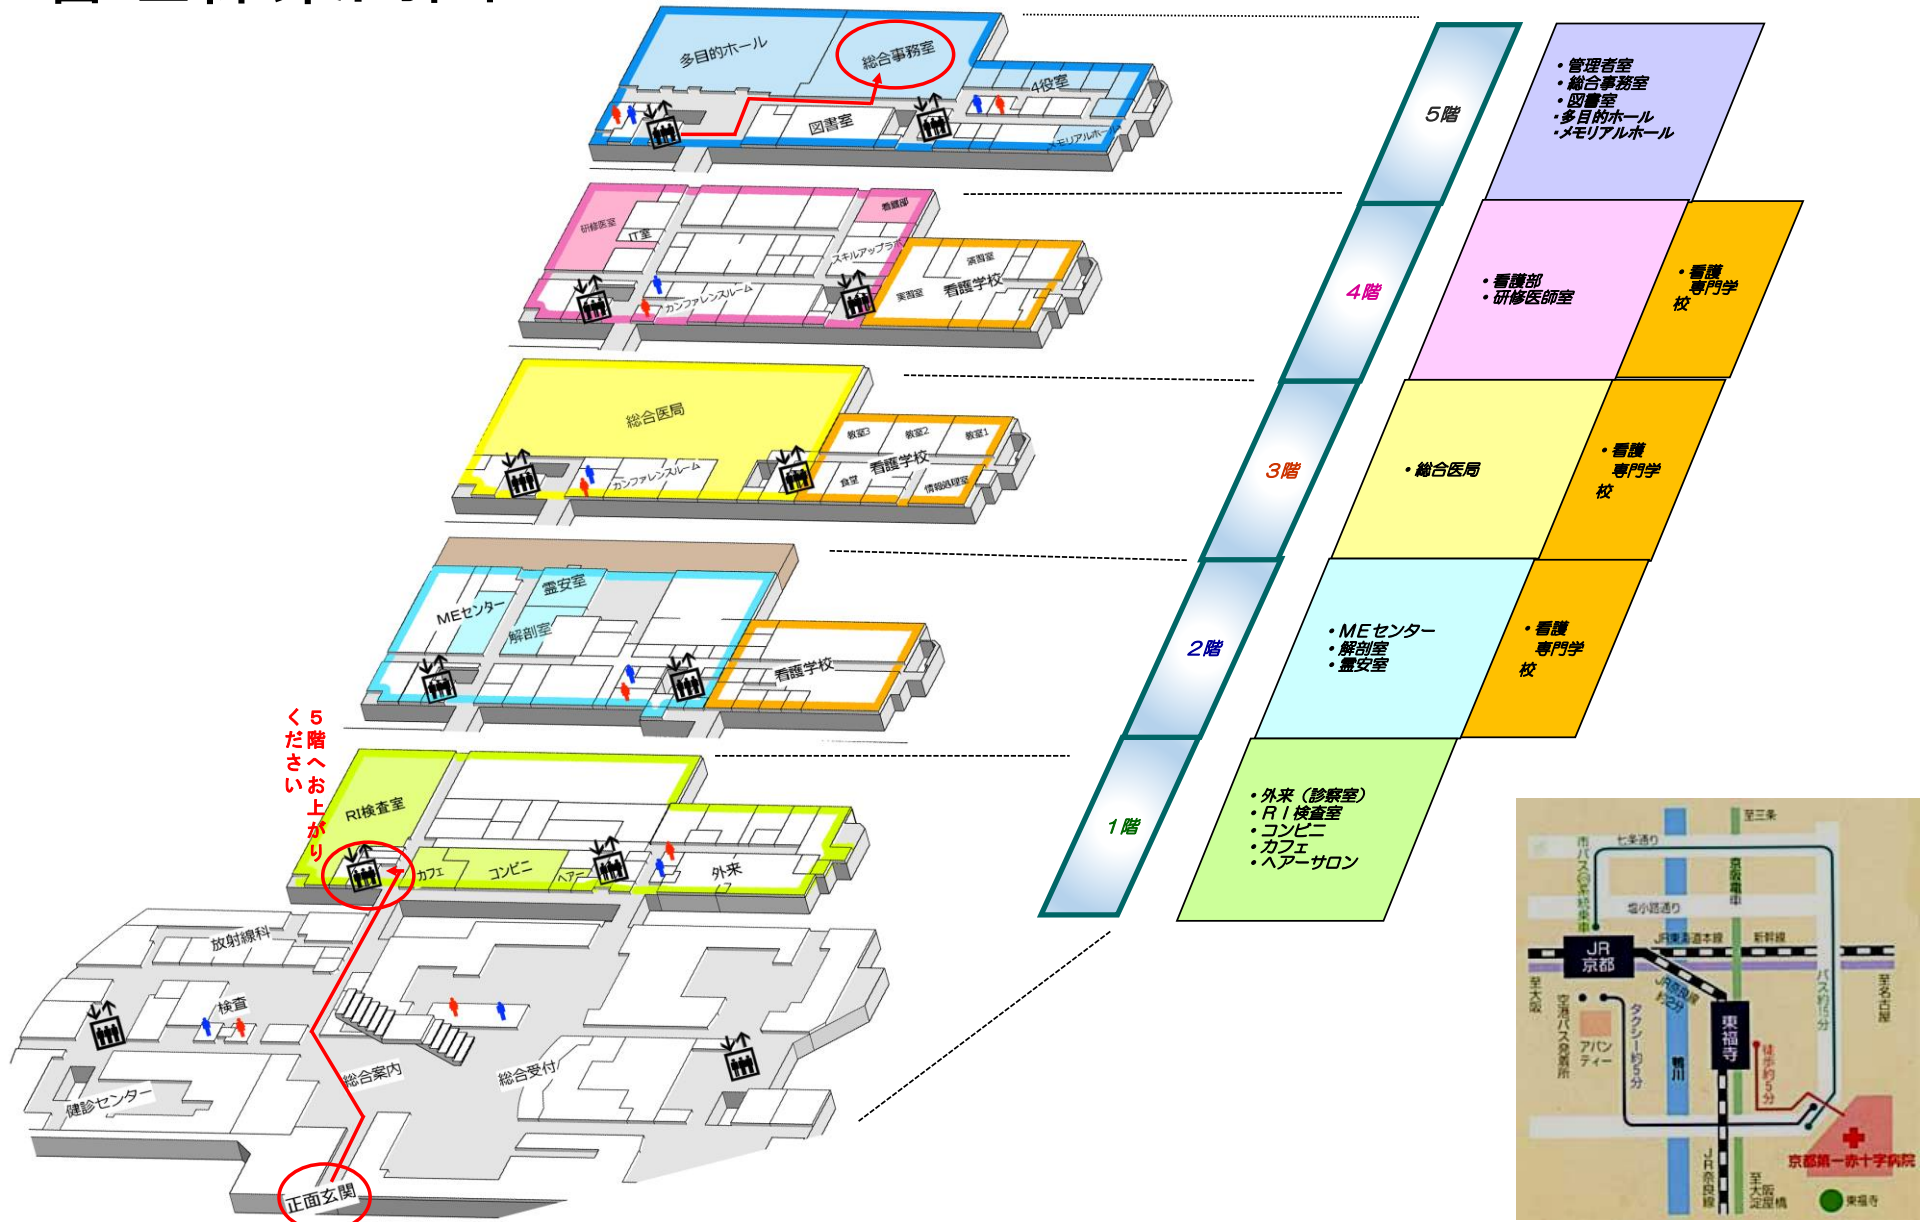 多目的ホール
総合事務室
4役室
図書室
メモリアルホール
研修医室
IT室
看護部
スキルアップラボ
カンファレンスルーム
演習室
実習室
看護学校
総合医局
カンファレンスルーム
教室3
教室2
教室1
看護学校
食堂
情報処理室
MEセンター
霊安室
解剖室
看護学校
5階へお上がり
ください
RI検査室
カフェ
コンビニ
ヘアー
外来
放射線科
検査
健診センター
総合案内
総合受付
正面玄関
5階
4階
3階
2階
1階
・管理者室
・総合事務室
・図書室
・多目的ホール
・メモリアルホール
・看護部
・研修医師室
・看護
専門学
校
・総合医局
・看護
専門学
校
・MEセンター
・解剖室
・霊安室
・看護
専門学
校
・外来（診察室）
・RI検査室
・コンビニ
・カフェ
・ヘアーサロン
至三条
七条通り
京阪電車
塩小路通り
JR東海道本線
新幹線
JR
京都
JR奈良線
約2分
至大阪
至名古屋
空港バス発着所
アバン
ティー
タクシー約5分
鴨川
東福寺
徒歩約5分
バス約15分
京都第一赤十字病院
JR奈良線
至大阪
淀屋橋
東福寺